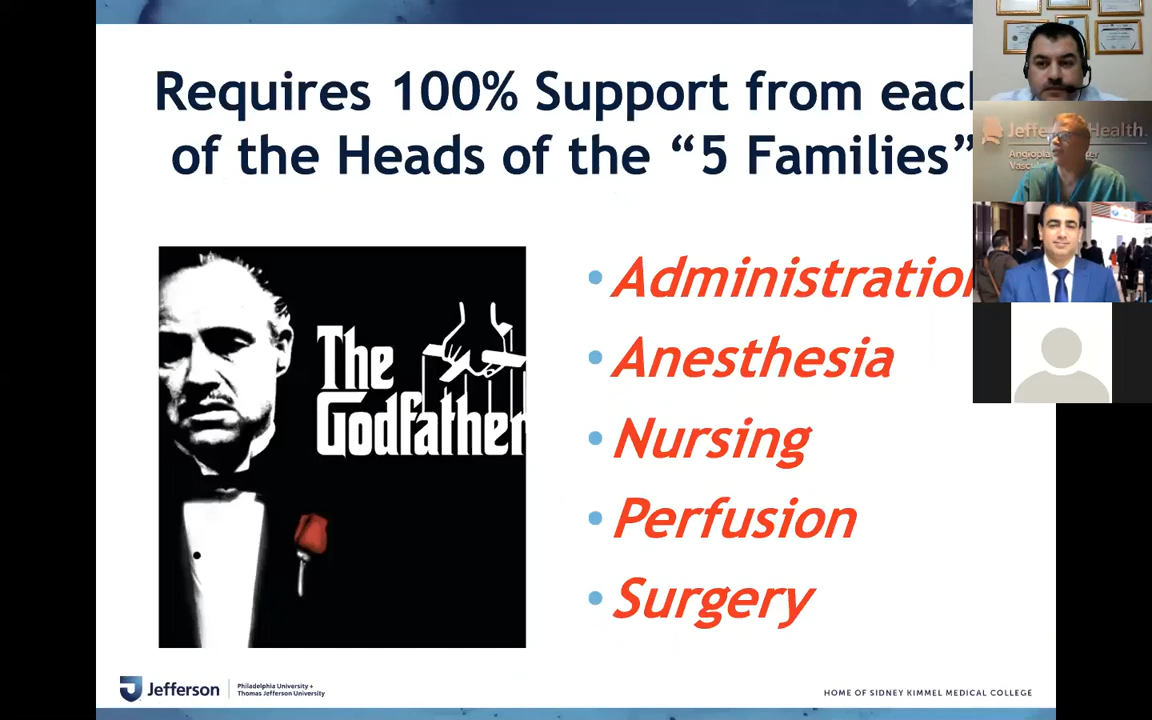 Requires 100% Support from each
of the Heads of the “5 Families”
• Administration
• Anesthesia
• Nursing
• Perfusion
• Surgery
The
Godfather
Jefferson
Philadelphia University +
Thomas Jefferson University
HOME OF SIDNEY KIMMEL MEDICAL COLLEGE
Health.